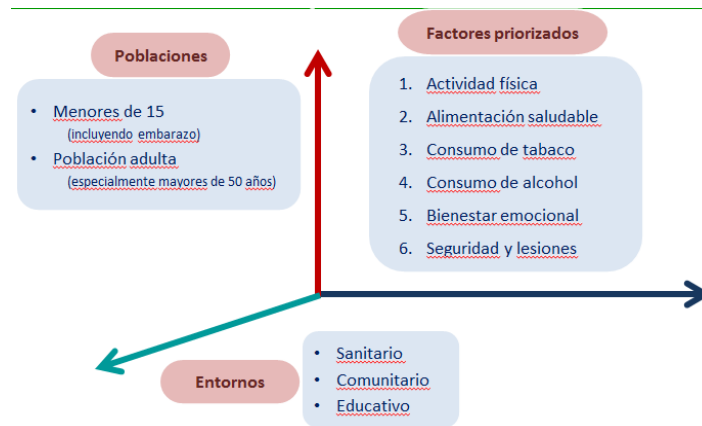 Poblaciones
• Menores de 15
(incluyendo embarazo)
• Población adulta
(especialmente mayores de 50 años)
Factores priorizados
1. Actividad física
2. Alimentación saludable
3. Consumo de tabaco
4. Consumo de alcohol
5. Bienestar emocional
6. Seguridad y lesiones
Entornos
• Sanitario
• Comunitario
• Educativo